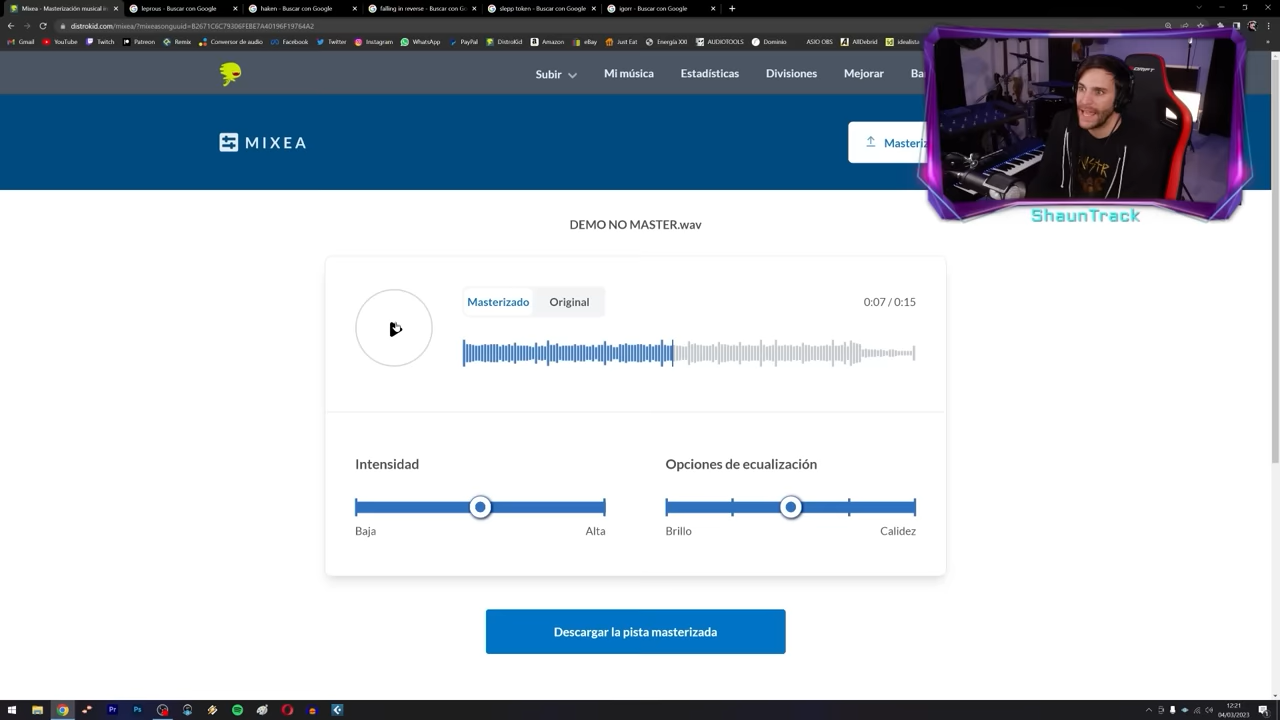 Mixea - Masterización musical in
leprous - Buscar con Google
haken - Buscar con Google
falling in reverse - Buscar con G
slepp token - Buscar con Google
igorr - Buscar con Google
distrokid.com/mixea/?mixeasonguuid=B2671C6C79306FEBE7A40196F19764A2
Gmail YouTube Twitch Patreon Remix Conversor de audio Facebook Twitter Instagram WhatsApp PayPal DistroKid Amazon eBay Just Eat Energía XXI AUDIOTOOLS Dominio ASIO OBS AllDebrid idealista
Subir Mi música Estadísticas Divisiones Mejorar Ba
MIXEA
Masteriz
ShaunTrack
DEMO NO MASTER.wav
Masterizado Original 0:07 / 0:15
Intensidad Opciones de ecualización
Baja Alta Brillo Calidez
Descargar la pista masterizada
12:21
04/03/2023